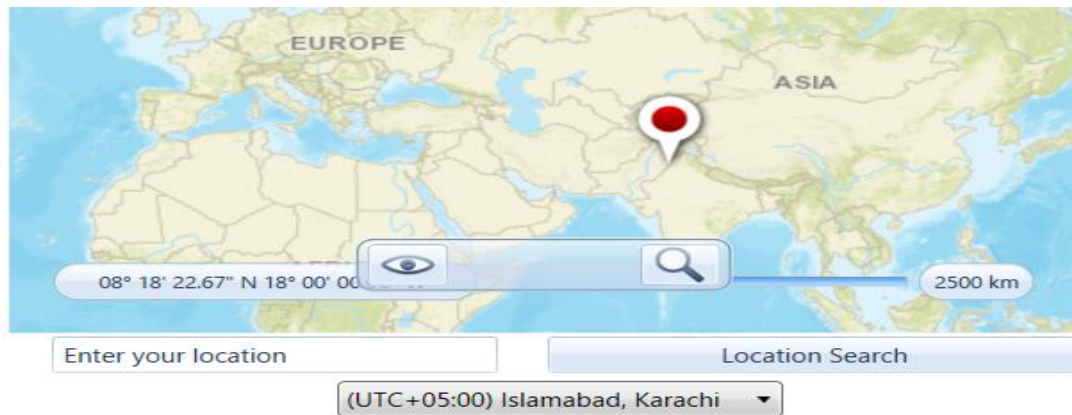 EUROPE
ASIA
08° 18' 22.67" N 18° 00' 00
2500 km
Enter your location
Location Search
(UTC+05:00) Islamabad, Karachi